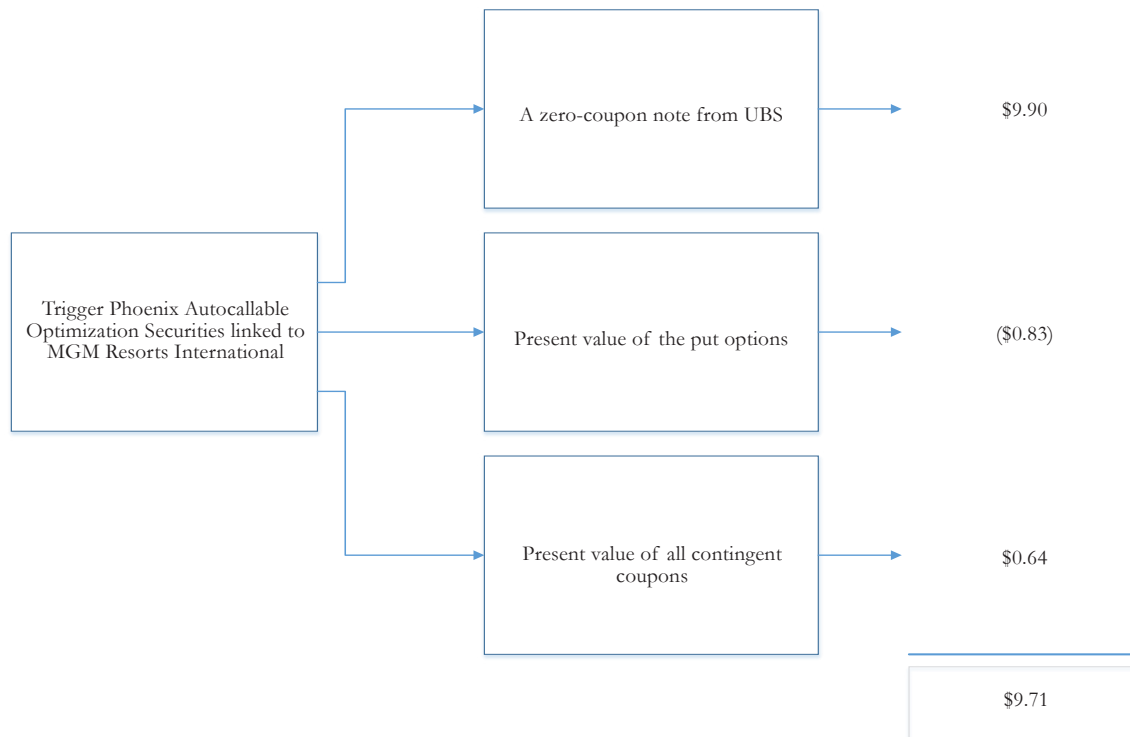 A zero-coupon note from UBS
$9.90
Trigger Phoenix Autocallable
Optimization Securities linked to
MGM Resorts International
Present value of the put options
($0.83)
Present value of all contingent
coupons
$0.64
$9.71